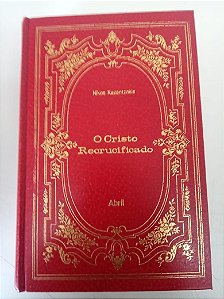 Nikos Kazantzakis
O Cristo
Recrucificado
Abril